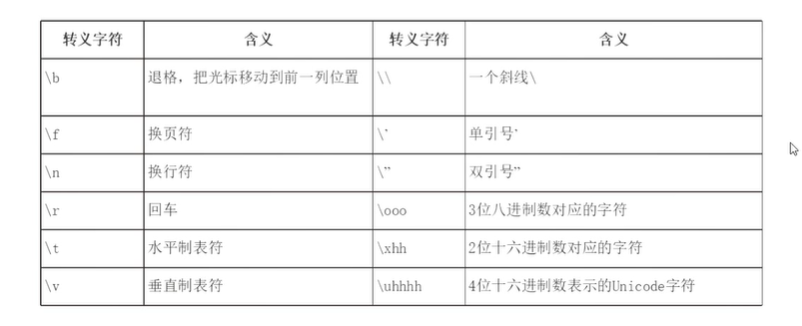 转义字符 含义 转义字符 含义
\b 退格，把光标移动到前一列位置 \\ 一个斜线\
\f 换页符 \' 单引号'
\n 换行符 \” 双引号”
\r 回车 \ooo 3位八进制数对应的字符
\t 水平制表符 \xhh 2位十六进制数对应的字符
\v 垂直制表符 \uhhhh 4位十六进制数表示的Unicode字符